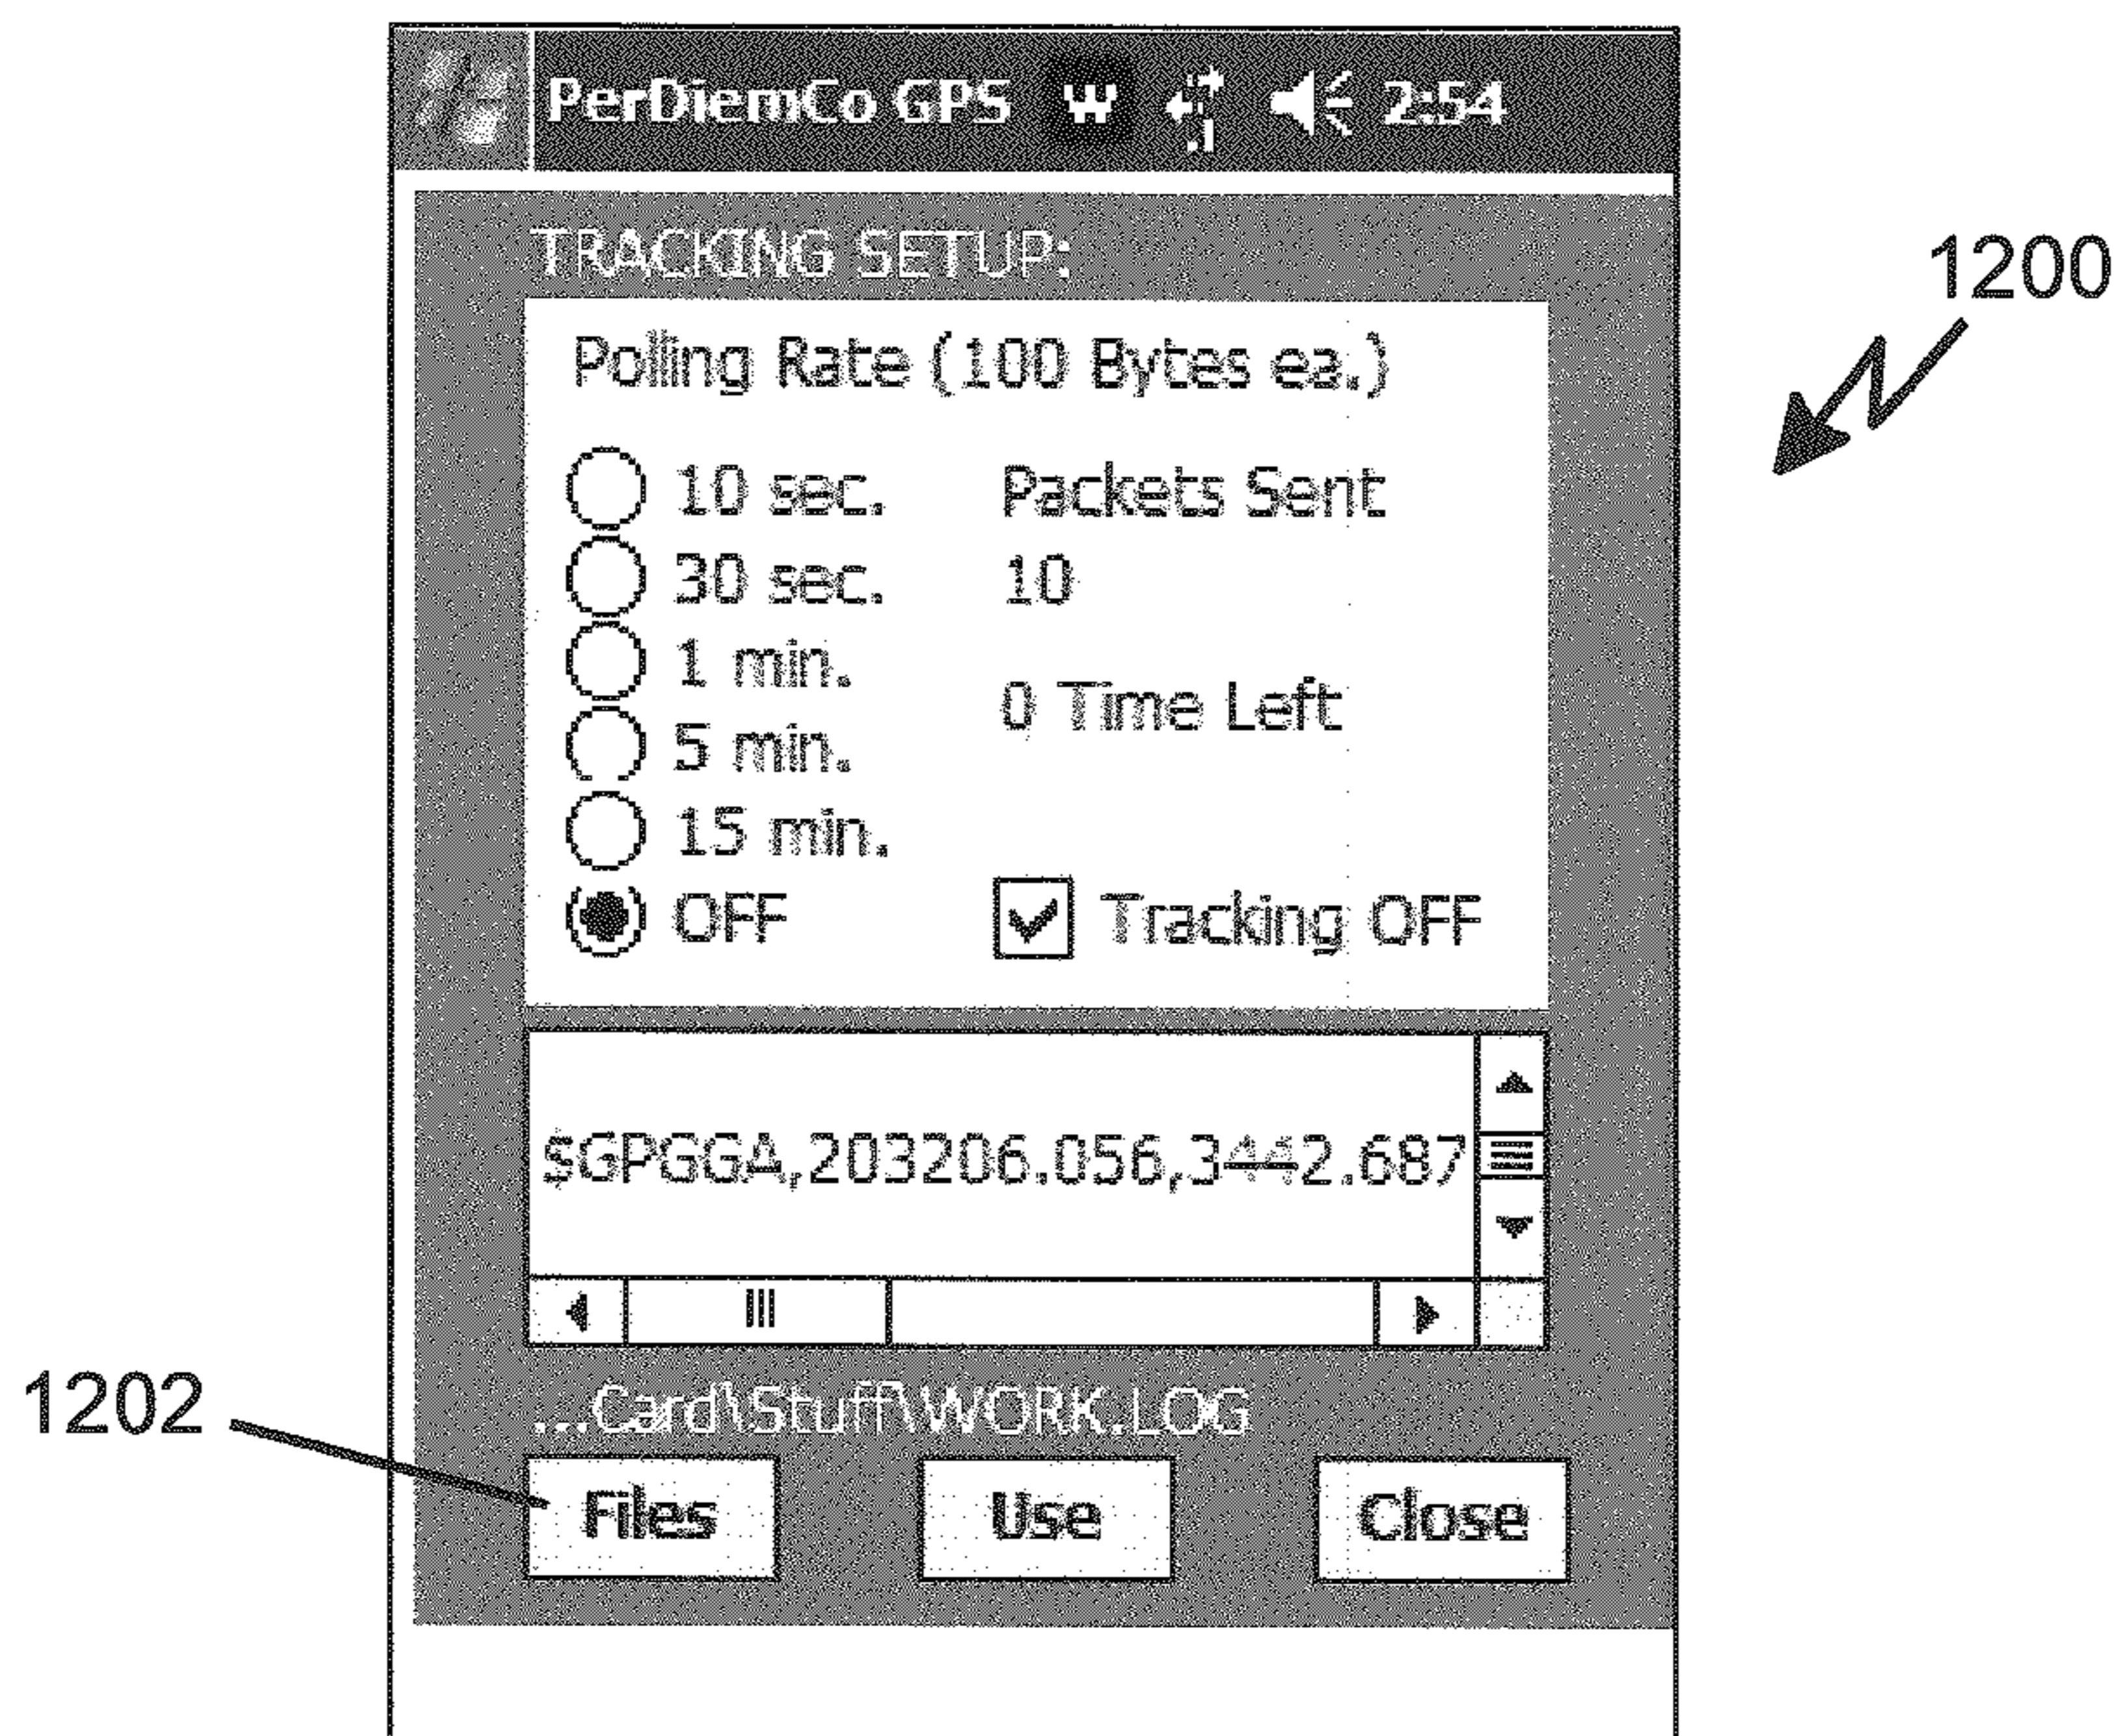 PerDiemCo GPS 2:54
TRACKING SETUP:
1200
Polling Rate (100 Bytes ea.)
10 sec. Packets Sent
30 sec. 10
1 min.
0 Time Left
5 min.
15 min.
OFF Tracking OFF
$GPGGA,203206.056,3442.687
1202
...Card\Stuff\WORK.LOG
Files Use Close